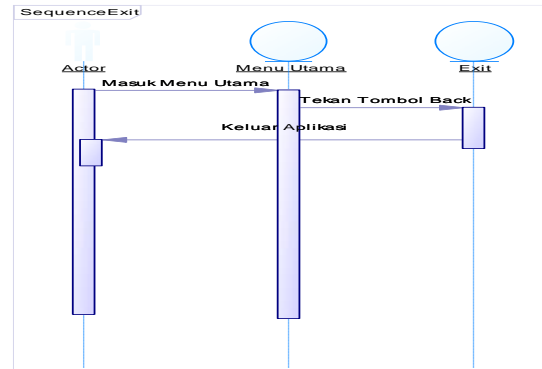 SequenceExit
Actor
Menu Utama
Exit
Masuk Menu Utama
Tekan Tombol Back
Keluar Aplikasi